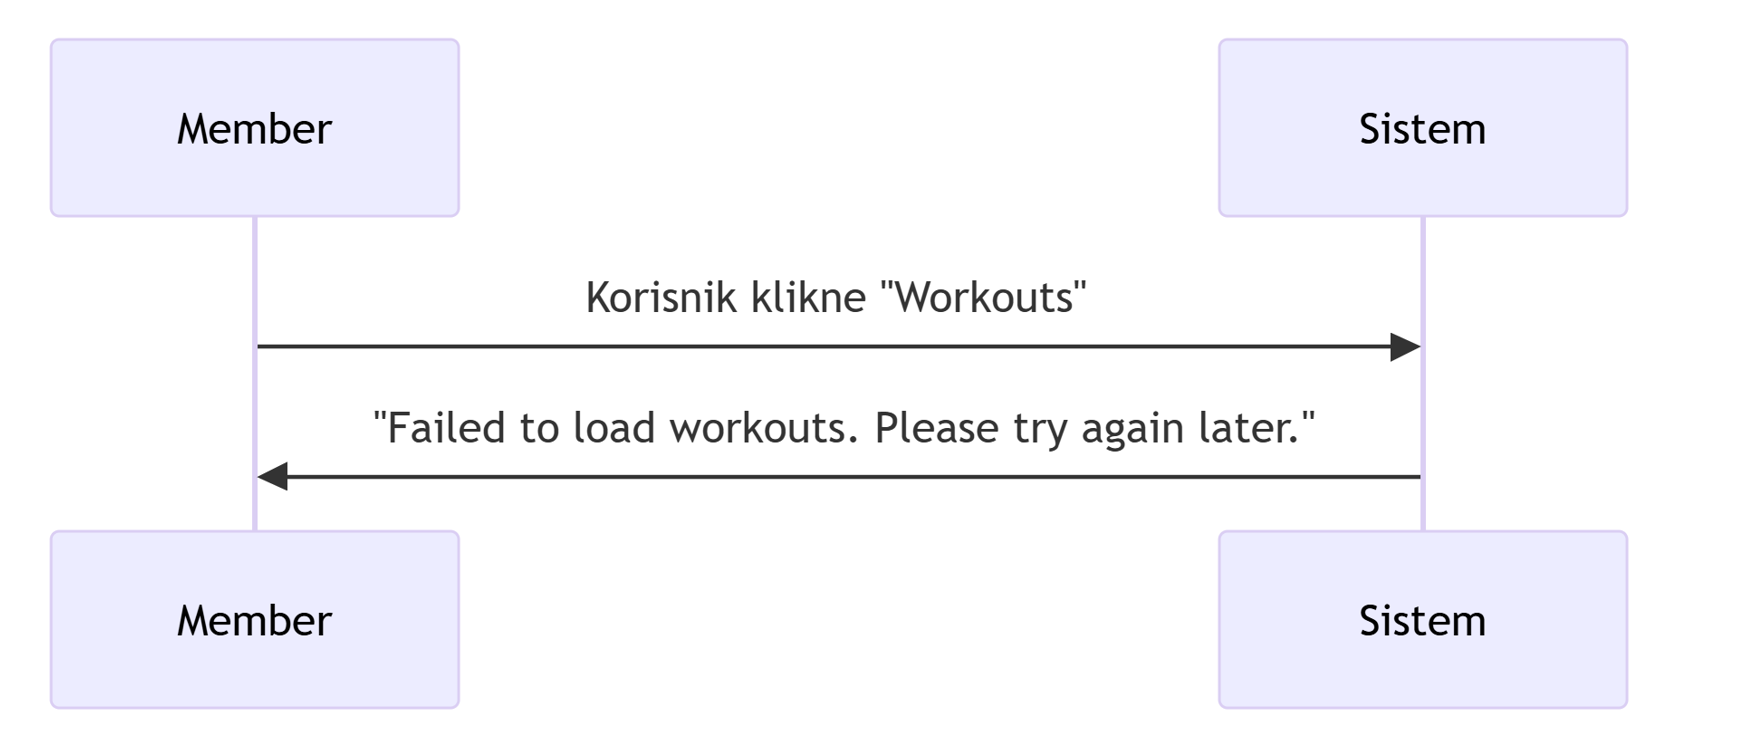 Member
Sistem
Korisnik klikne "Workouts"
"Failed to load workouts. Please try again later."
Member
Sistem